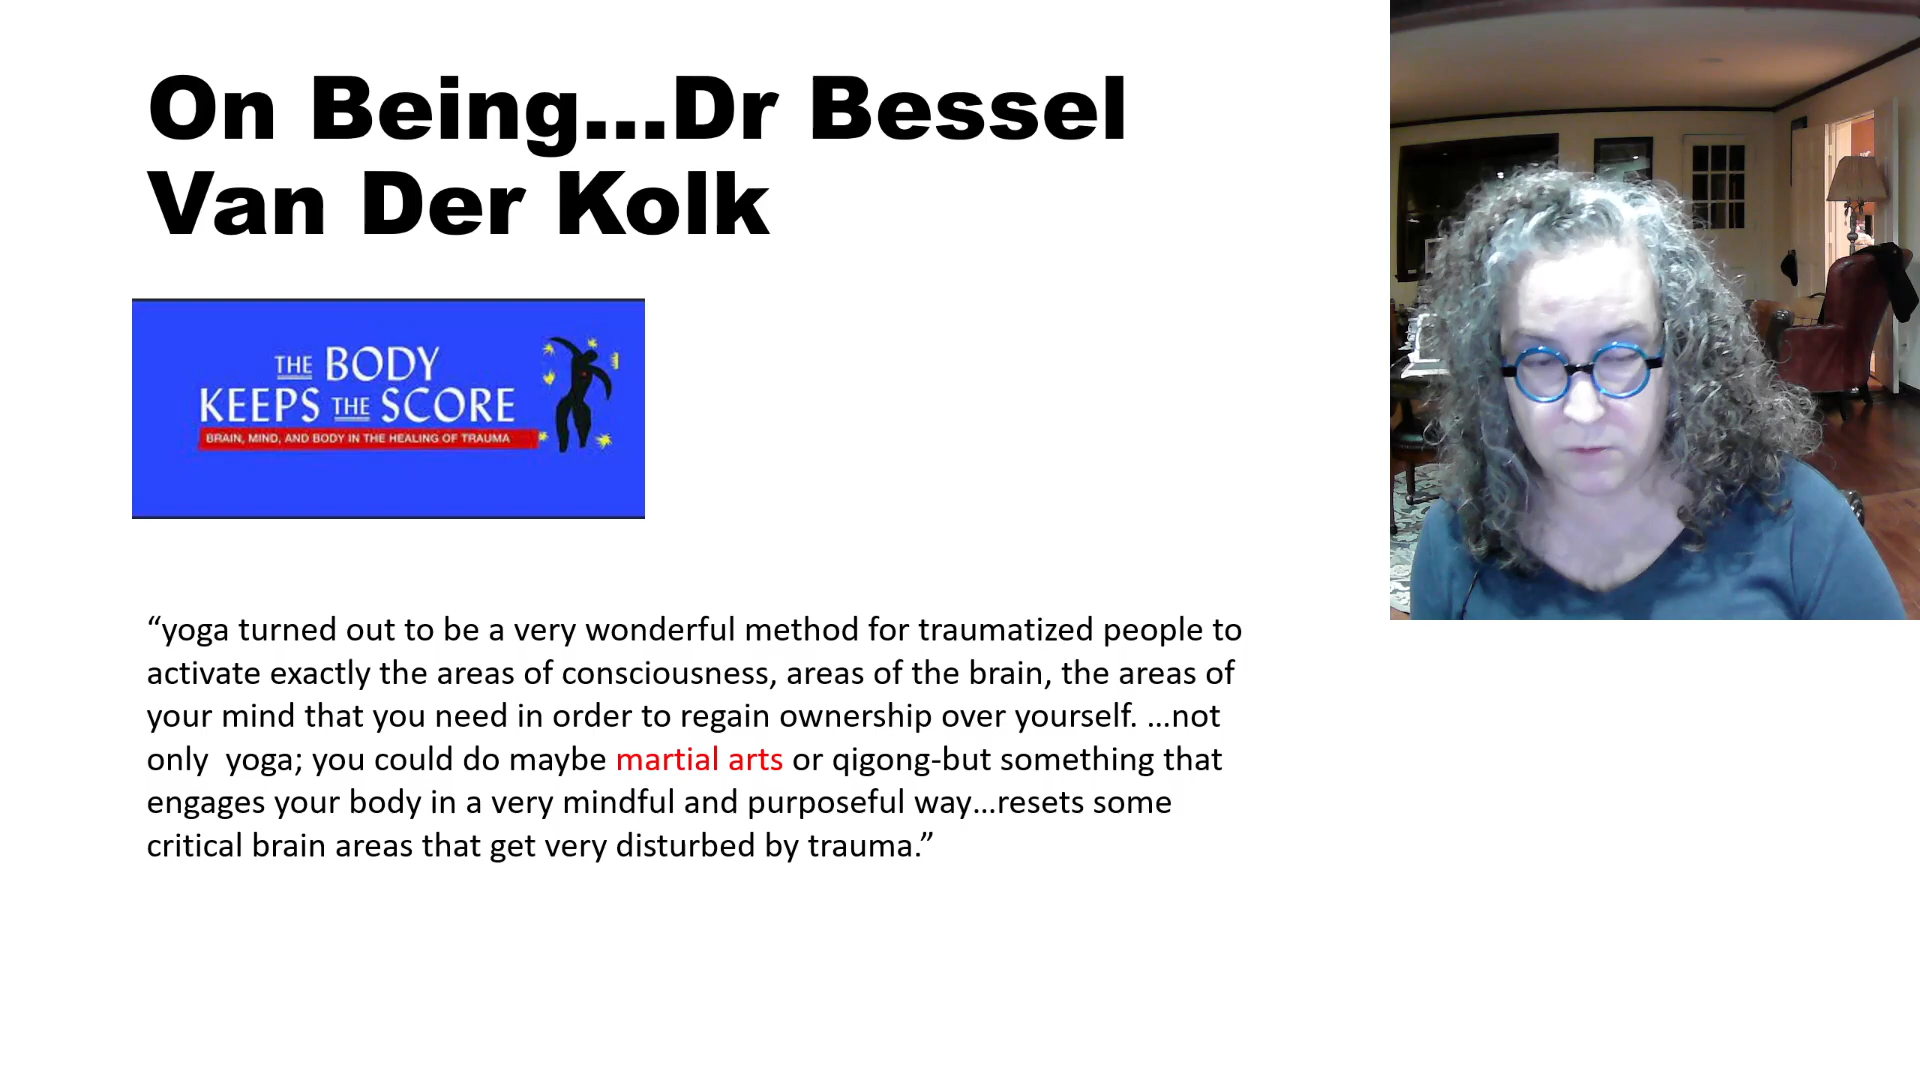 On Being...Dr Bessel
Van Der Kolk
THE BODY
KEEPS THE SCORE
BRAIN, MIND, AND BODY IN THE HEALING OF TRAUMA
“yoga turned out to be a very wonderful method for traumatized people to
activate exactly the areas of consciousness, areas of the brain, the areas of
your mind that you need in order to regain ownership over yourself. ...not
only  yoga; you could do maybe martial arts or qigong-but something that
engages your body in a very mindful and purposeful way...resets some
critical brain areas that get very disturbed by trauma.”